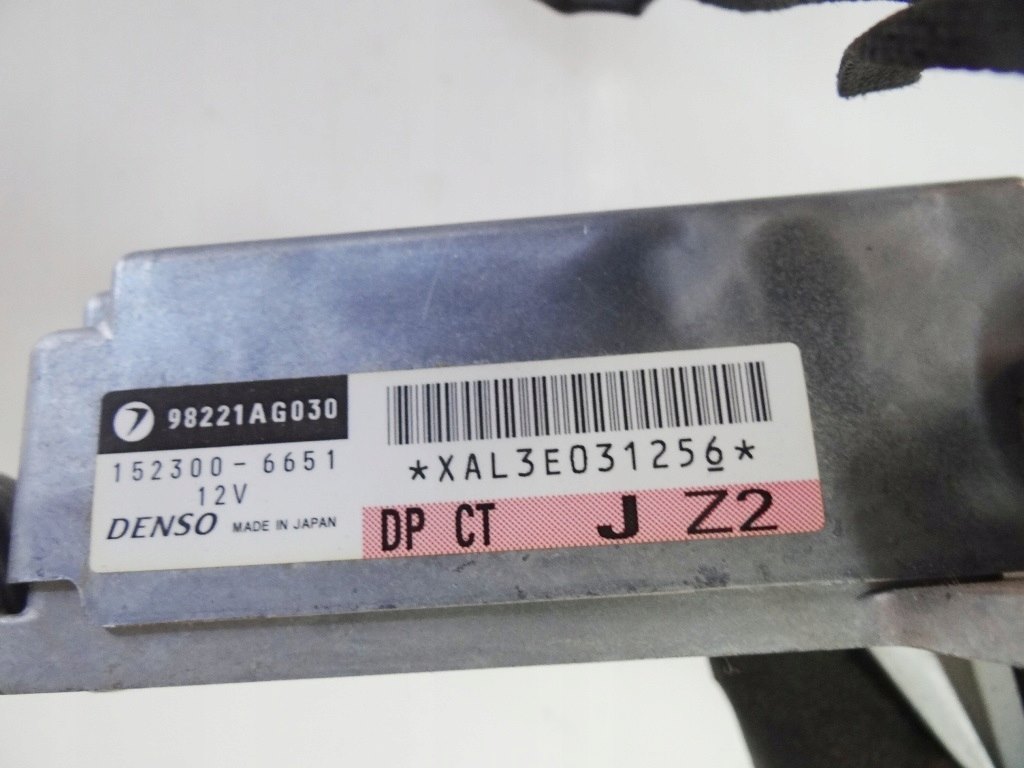 98221AG030
152300-6651
12V
DENSO MADE IN JAPAN
*XAL3E031256*
DP CT J Z2